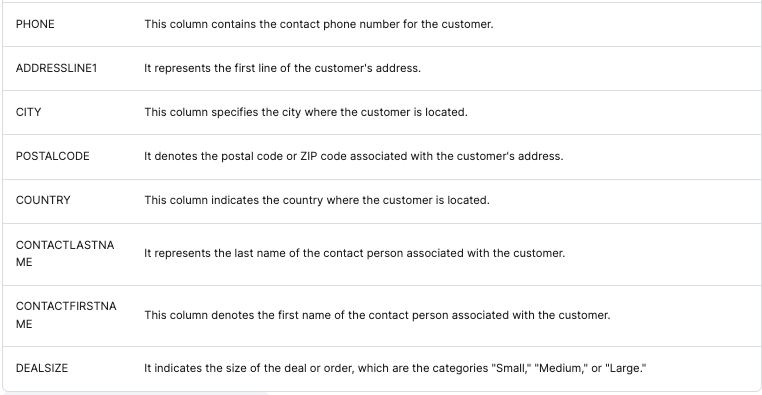 PHONE This column contains the contact phone number for the customer.
ADDRESSLINE1 It represents the first line of the customer's address.
CITY This column specifies the city where the customer is located.
POSTALCODE It denotes the postal code or ZIP code associated with the customer's address.
COUNTRY This column indicates the country where the customer is located.
CONTACTLASTNA
ME
It represents the last name of the contact person associated with the customer.
CONTACTFIRSTNA
ME
This column denotes the first name of the contact person associated with the customer.
DEALSIZE It indicates the size of the deal or order, which are the categories "Small," "Medium," or "Large."